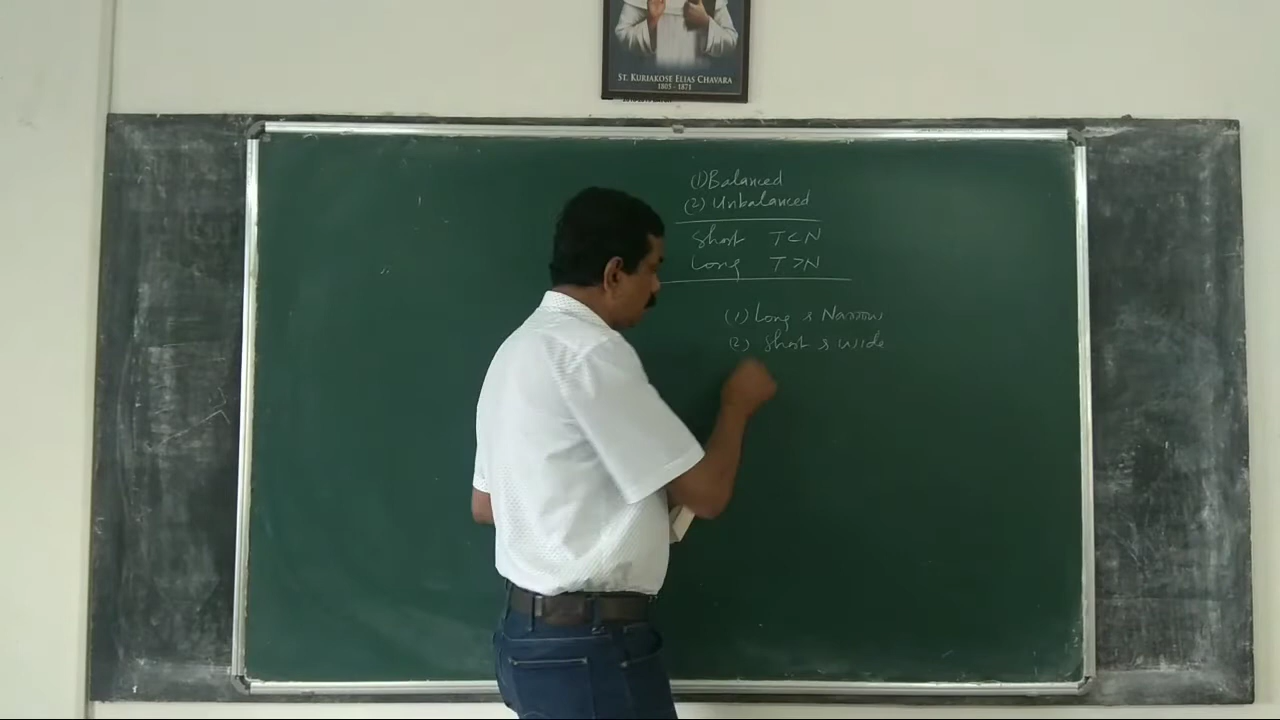 ST. KURIAKOSE ELIAS CHAVARA
1805 - 1871
(1) Balanced
(2) Unbalanced
Short T < N
Long T > N
(1) Long & Narrow
(2) Short & Wide